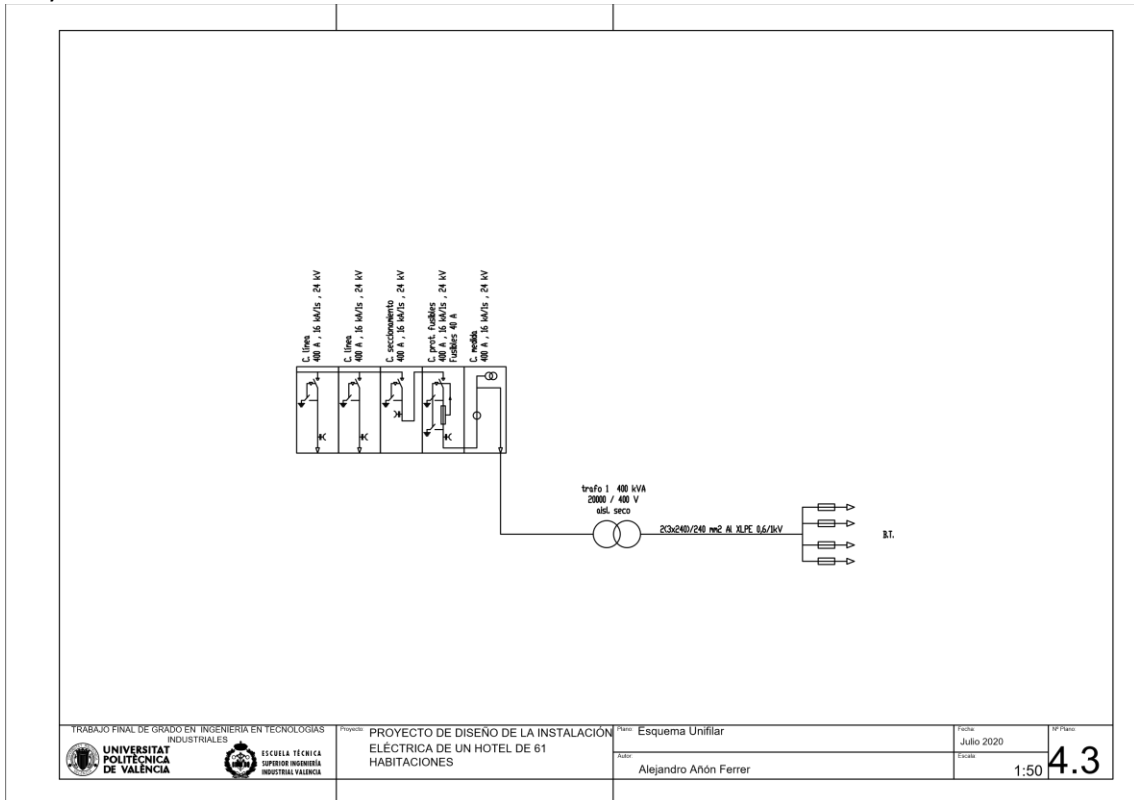 C. línea
400 A , 16 kA/1s , 24 kV
C. línea
400 A , 16 kA/1s , 24 kV
C. seccionamiento
400 A , 16 kA/1s , 24 kV
C. prot. fusibles
400 A , 16 kA/1s , 24 kV
Fusibles 40 A
C. medida
400 A , 16 kA/1s , 24 kV
trafo 1 400 kVA
20000 / 400 V
aisl. seco
2(3x240)/240 mm2 Al XLPE 0,6/1kV
B.T.
TRABAJO FINAL DE GRADO EN INGENIERÍA EN TECNOLOGÍAS
INDUSTRIALES
UNIVERSITAT
POLITÈCNICA
DE VALÈNCIA
ESCUELA TÉCNICA
SUPERIOR INGENIERÍA
INDUSTRIAL VALENCIA
Proyecto:
PROYECTO DE DISEÑO DE LA INSTALACIÓN
ELÉCTRICA DE UN HOTEL DE 61
HABITACIONES
Plano:
Esquema Unifilar
Autor:
Alejandro Añón Ferrer
Fecha:
Julio 2020
Escala:
1:50
Nº Plano:
4.3